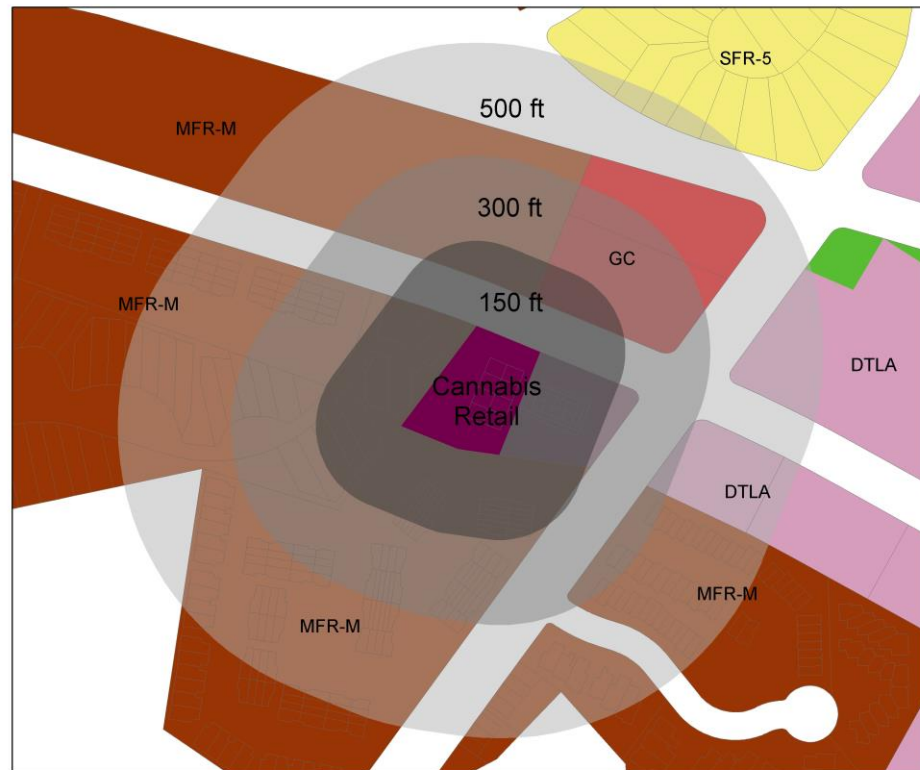 SFR-5
500 ft
MFR-M
300 ft
GC
150 ft
MFR-M
DTLA
Cannabis
Retail
DTLA
MFR-M
MFR-M